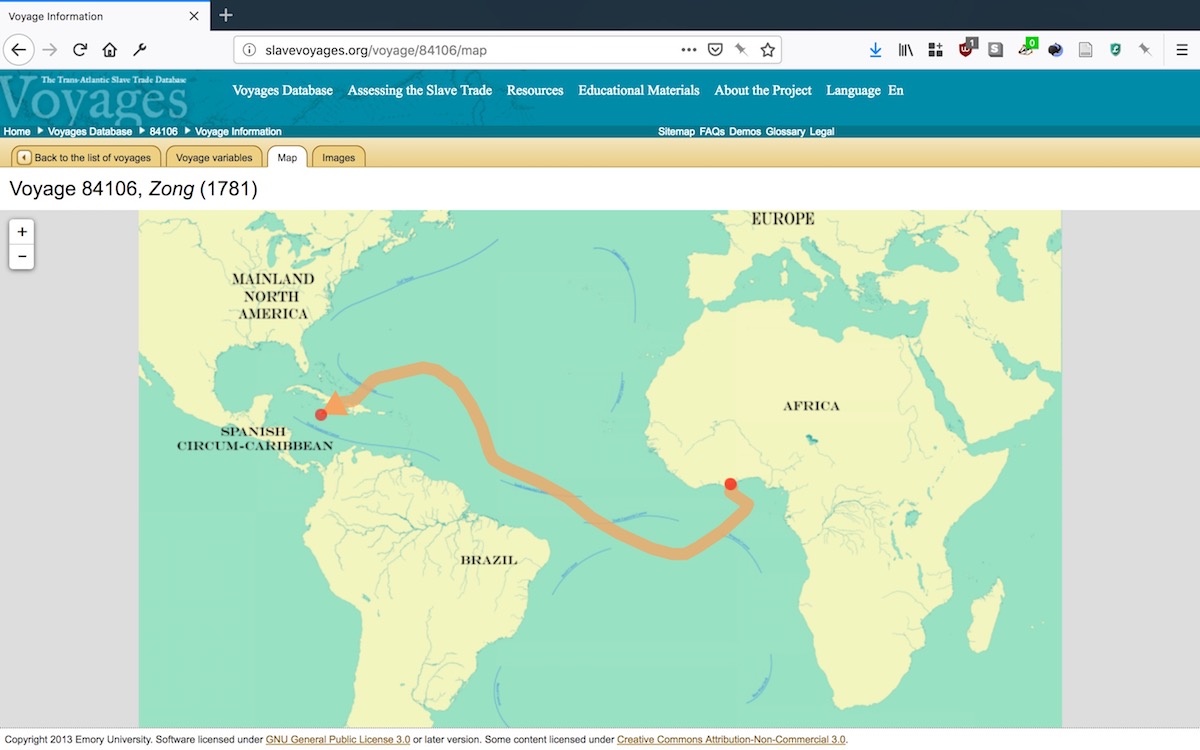 Voyage Information
slavevoyages.org/voyage/84106/map
1
S
0
The Trans-Atlantic Slave Trade Database
Voyages
Voyages Database Assessing the Slave Trade Resources Educational Materials About the Project Language En
Home Voyages Database 84106 Voyage Information
Sitemap FAQs Demos Glossary Legal
Back to the list of voyages Voyage variables Map Images
Voyage 84106, Zong (1781)
+
−
EUROPE
MAINLAND
NORTH
AMERICA
AFRICA
SPANISH
CIRCUM-CARIBBEAN
BRAZIL
Copyright 2013 Emory University. Software licensed under GNU General Public License 3.0 or later version. Some content licensed under Creative Commons Attribution-Non-Commercial 3.0.